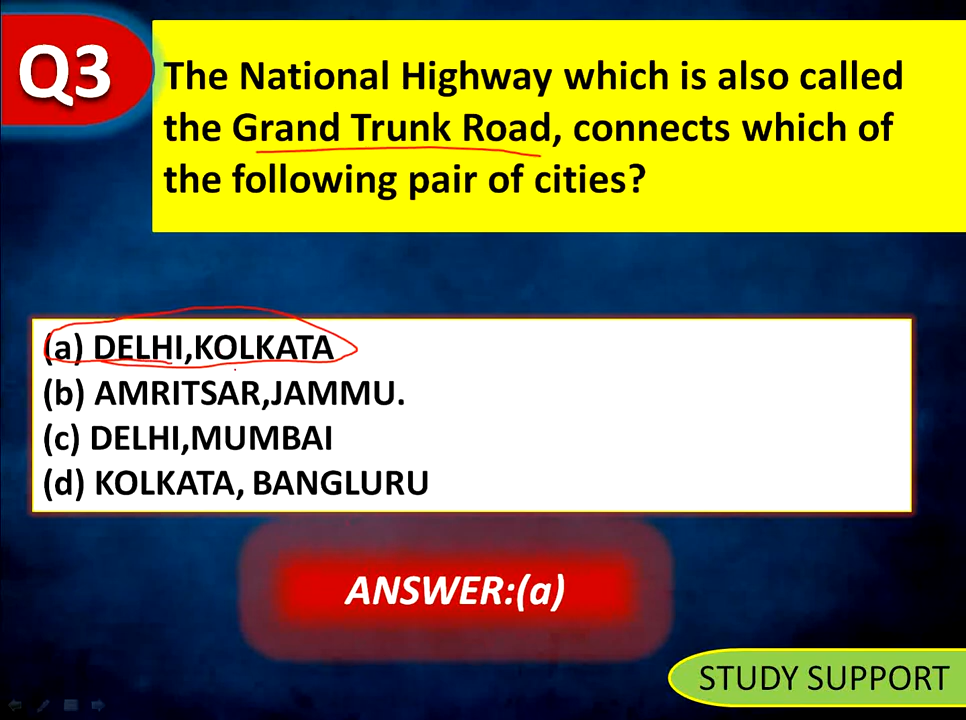 Q3
The National Highway which is also called
the Grand Trunk Road, connects which of
the following pair of cities?
(a) DELHI,KOLKATA
(b) AMRITSAR,JAMMU.
(c) DELHI,MUMBAI
(d) KOLKATA, BANGLURU
ANSWER:(a)
STUDY SUPPORT